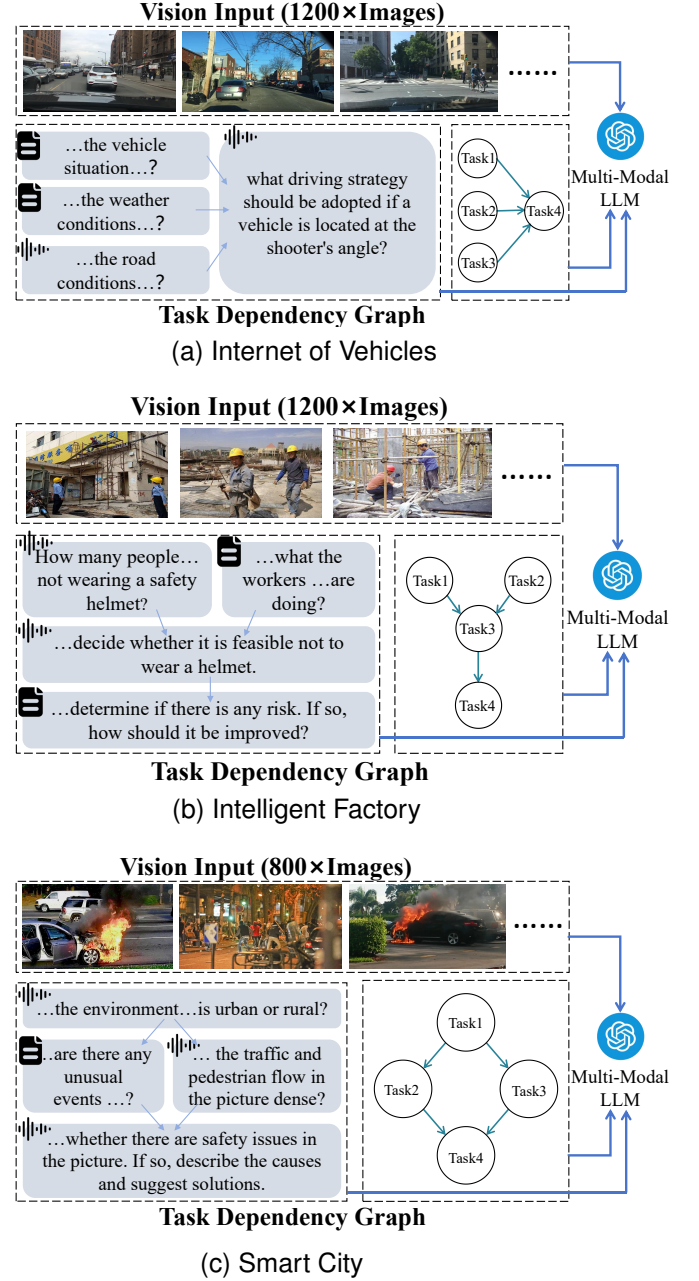 Vision Input (1200×Images)
……
…the vehicle
situation…?
…the weather
conditions…?
…the road
conditions…?
what driving strategy
should be adopted if a
vehicle is located at the
shooter's angle?
Task1
Task2
Task3
Task4
Multi-Modal
LLM
Task Dependency Graph
(a) Internet of Vehicles
Vision Input (1200×Images)
……
How many people…
not wearing a safety
helmet?
…what the
workers …are
doing?
…decide whether it is feasible not to
wear a helmet.
…determine if there is any risk. If so,
how should it be improved?
Task1
Task2
Task3
Task4
Multi-Modal
LLM
Task Dependency Graph
(b) Intelligent Factory
Vision Input (800×Images)
……
…the environment…is urban or rural?
…are there any
unusual
events …?
… the traffic and
pedestrian flow in
the picture dense?
…whether there are safety issues in
the picture. If so, describe the causes
and suggest solutions.
Task1
Task2
Task3
Task4
Multi-Modal
LLM
Task Dependency Graph
(c) Smart City